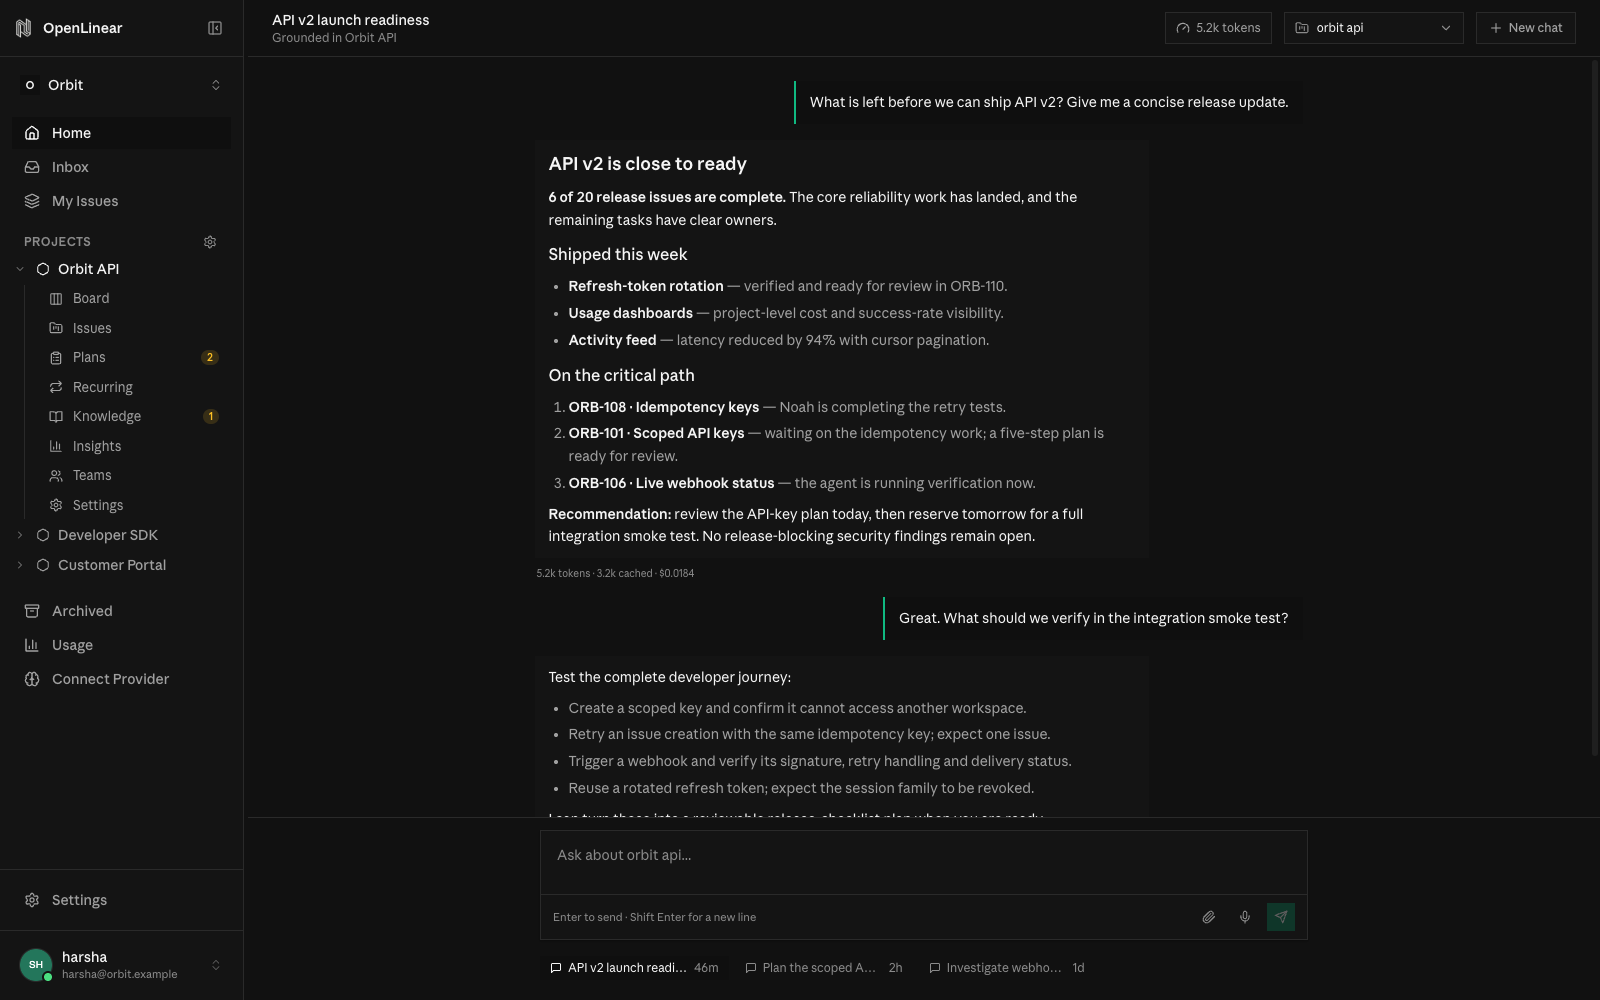 OpenLinear
O Orbit
Home
Inbox
My Issues
PROJECTS
Orbit API
Board
Issues
Plans 2
Recurring
Knowledge 1
Insights
Teams
Settings
Developer SDK
Customer Portal
Archived
Usage
Connect Provider
Settings
SH
harsha
harsha@orbit.example
API v2 launch readiness
Grounded in Orbit API
5.2k tokens
orbit api
New chat
What is left before we can ship API v2? Give me a concise release update.
API v2 is close to ready
6 of 20 release issues are complete. The core reliability work has landed, and the
remaining tasks have clear owners.
Shipped this week
• Refresh-token rotation — verified and ready for review in ORB-110.
• Usage dashboards — project-level cost and success-rate visibility.
• Activity feed — latency reduced by 94% with cursor pagination.
On the critical path
1. ORB-108 · Idempotency keys — Noah is completing the retry tests.
2. ORB-101 · Scoped API keys — waiting on the idempotency work; a five-step plan is
ready for review.
3. ORB-106 · Live webhook status — the agent is running verification now.
Recommendation: review the API-key plan today, then reserve tomorrow for a full
integration smoke test. No release-blocking security findings remain open.
5.2k tokens · 3.2k cached · $0.0184
Great. What should we verify in the integration smoke test?
Test the complete developer journey:
• Create a scoped key and confirm it cannot access another workspace.
• Retry an issue creation with the same idempotency key; expect one issue.
• Trigger a webhook and verify its signature, retry handling and delivery status.
• Reuse a rotated refresh token; expect the session family to be revoked.
I can turn these into a reviewable release-checklist plan when you are ready.
Ask about orbit api...
Enter to send · Shift Enter for a new line
API v2 launch readi... 46m
Plan the scoped A... 2h
Investigate webho... 1d